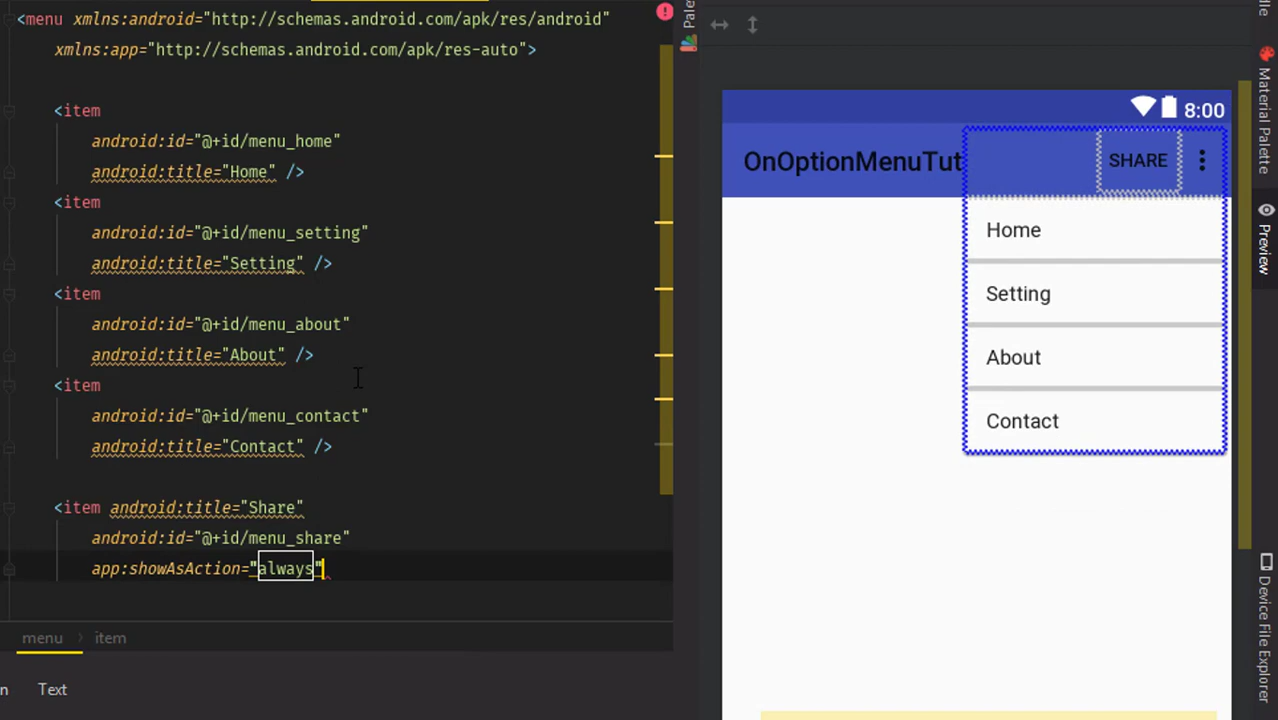 <menu xmlns:android="http://schemas.android.com/apk/res/android"
xmlns:app="http://schemas.android.com/apk/res-auto">
<item
android:id="@+id/menu_home"
android:title="Home" />
<item
android:id="@+id/menu_setting"
android:title="Setting" />
<item
android:id="@+id/menu_about"
android:title="About" />
<item
android:id="@+id/menu_contact"
android:title="Contact" />
<item android:title="Share"
android:id="@+id/menu_share"
app:showAsAction="always"
menu > item
Text
8:00
OnOptionMenuTut
SHARE
Home
Setting
About
Contact
Material Palette
Preview
Device File Explorer